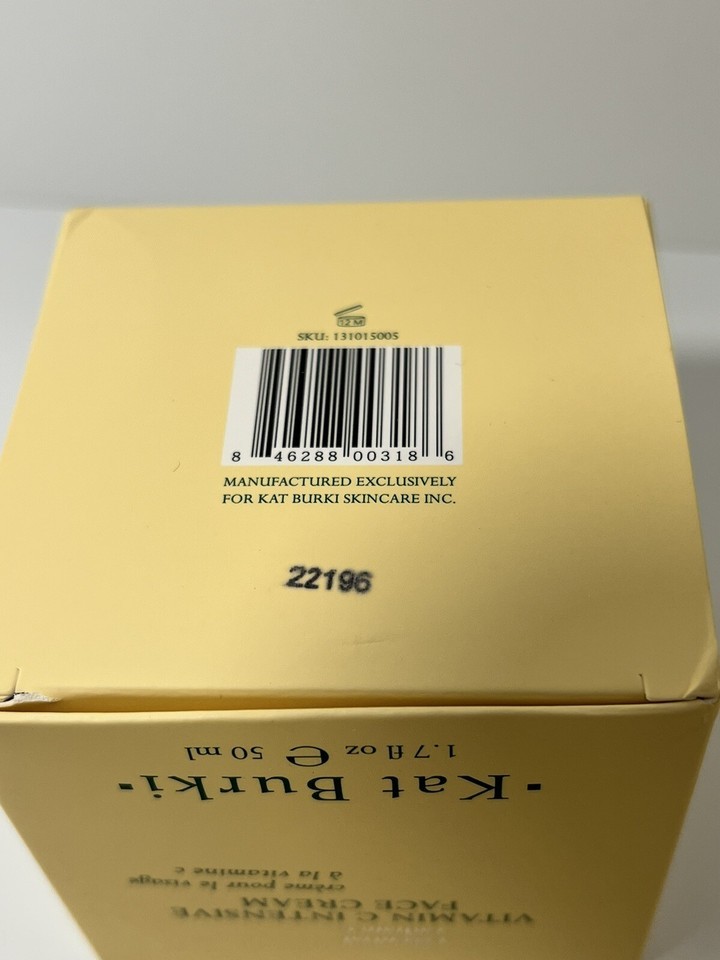 12 M
SKU: 131015005
8 46288 00318 6
MANUFACTURED EXCLUSIVELY
FOR KAT BURKI SKINCARE INC.
22196
1.7 fl oz ℮ 50 ml
·Kat Burki·
crème pour le visage
à la vitamine c
VITAMIN C INTENSIVE
FACE CREAM